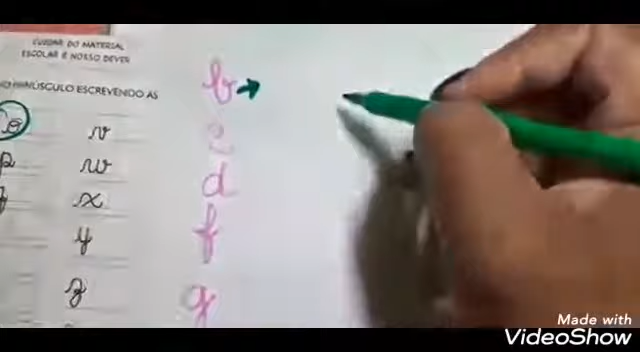 CUIDAR DO MATERIAL
ESCOLAR É NOSSO DEVER
MINÚSCULO ESCREVENDO AS
a v
p w
x
y
z
b
c
d
f
g
Made with
VideoShow